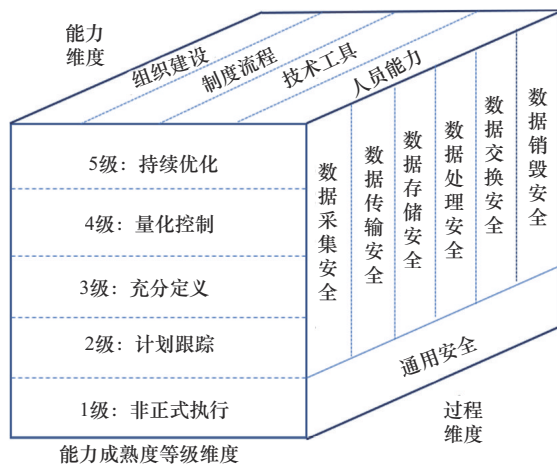 能力
维度
组织建设
制度流程
技术工具
人员能力
5级：持续优化
4级：量化控制
3级：充分定义
2级：计划跟踪
1级：非正式执行
数据采集安全
数据传输安全
数据存储安全
数据处理安全
数据交换安全
数据销毁安全
通用安全
过程
维度
能力成熟度等级维度